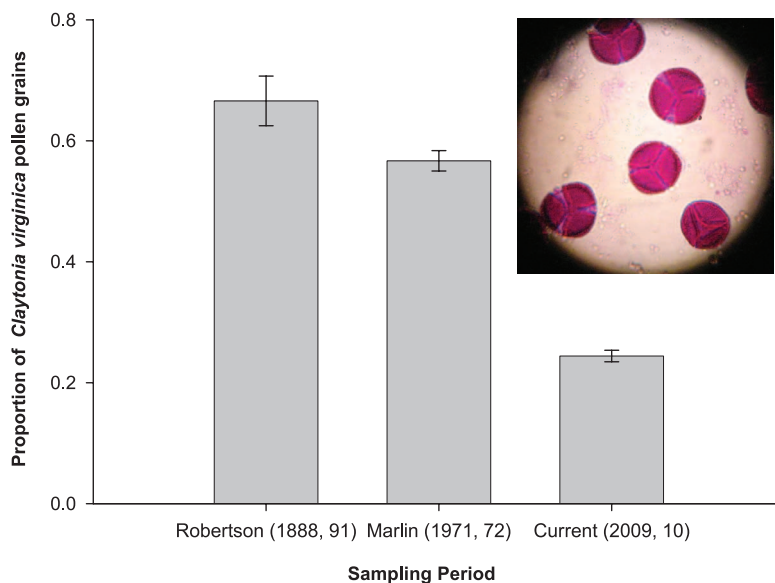 0.8
0.6
0.4
0.2
0.0
Proportion of Claytonia virginica pollen grains
Robertson (1888, 91) Marlin (1971, 72) Current (2009, 10)
Sampling Period